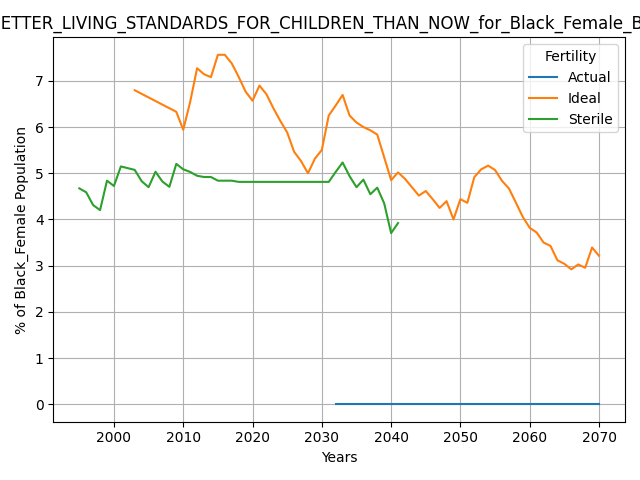 ETTER_LIVING_STANDARDS_FOR_CHILDREN_THAN_NOW_for_Black_Female_B
Fertility
Actual
Ideal
Sterile
% of Black_Female Population
7
6
5
4
3
2
1
0
2000 2010 2020 2030 2040 2050 2060 2070
Years